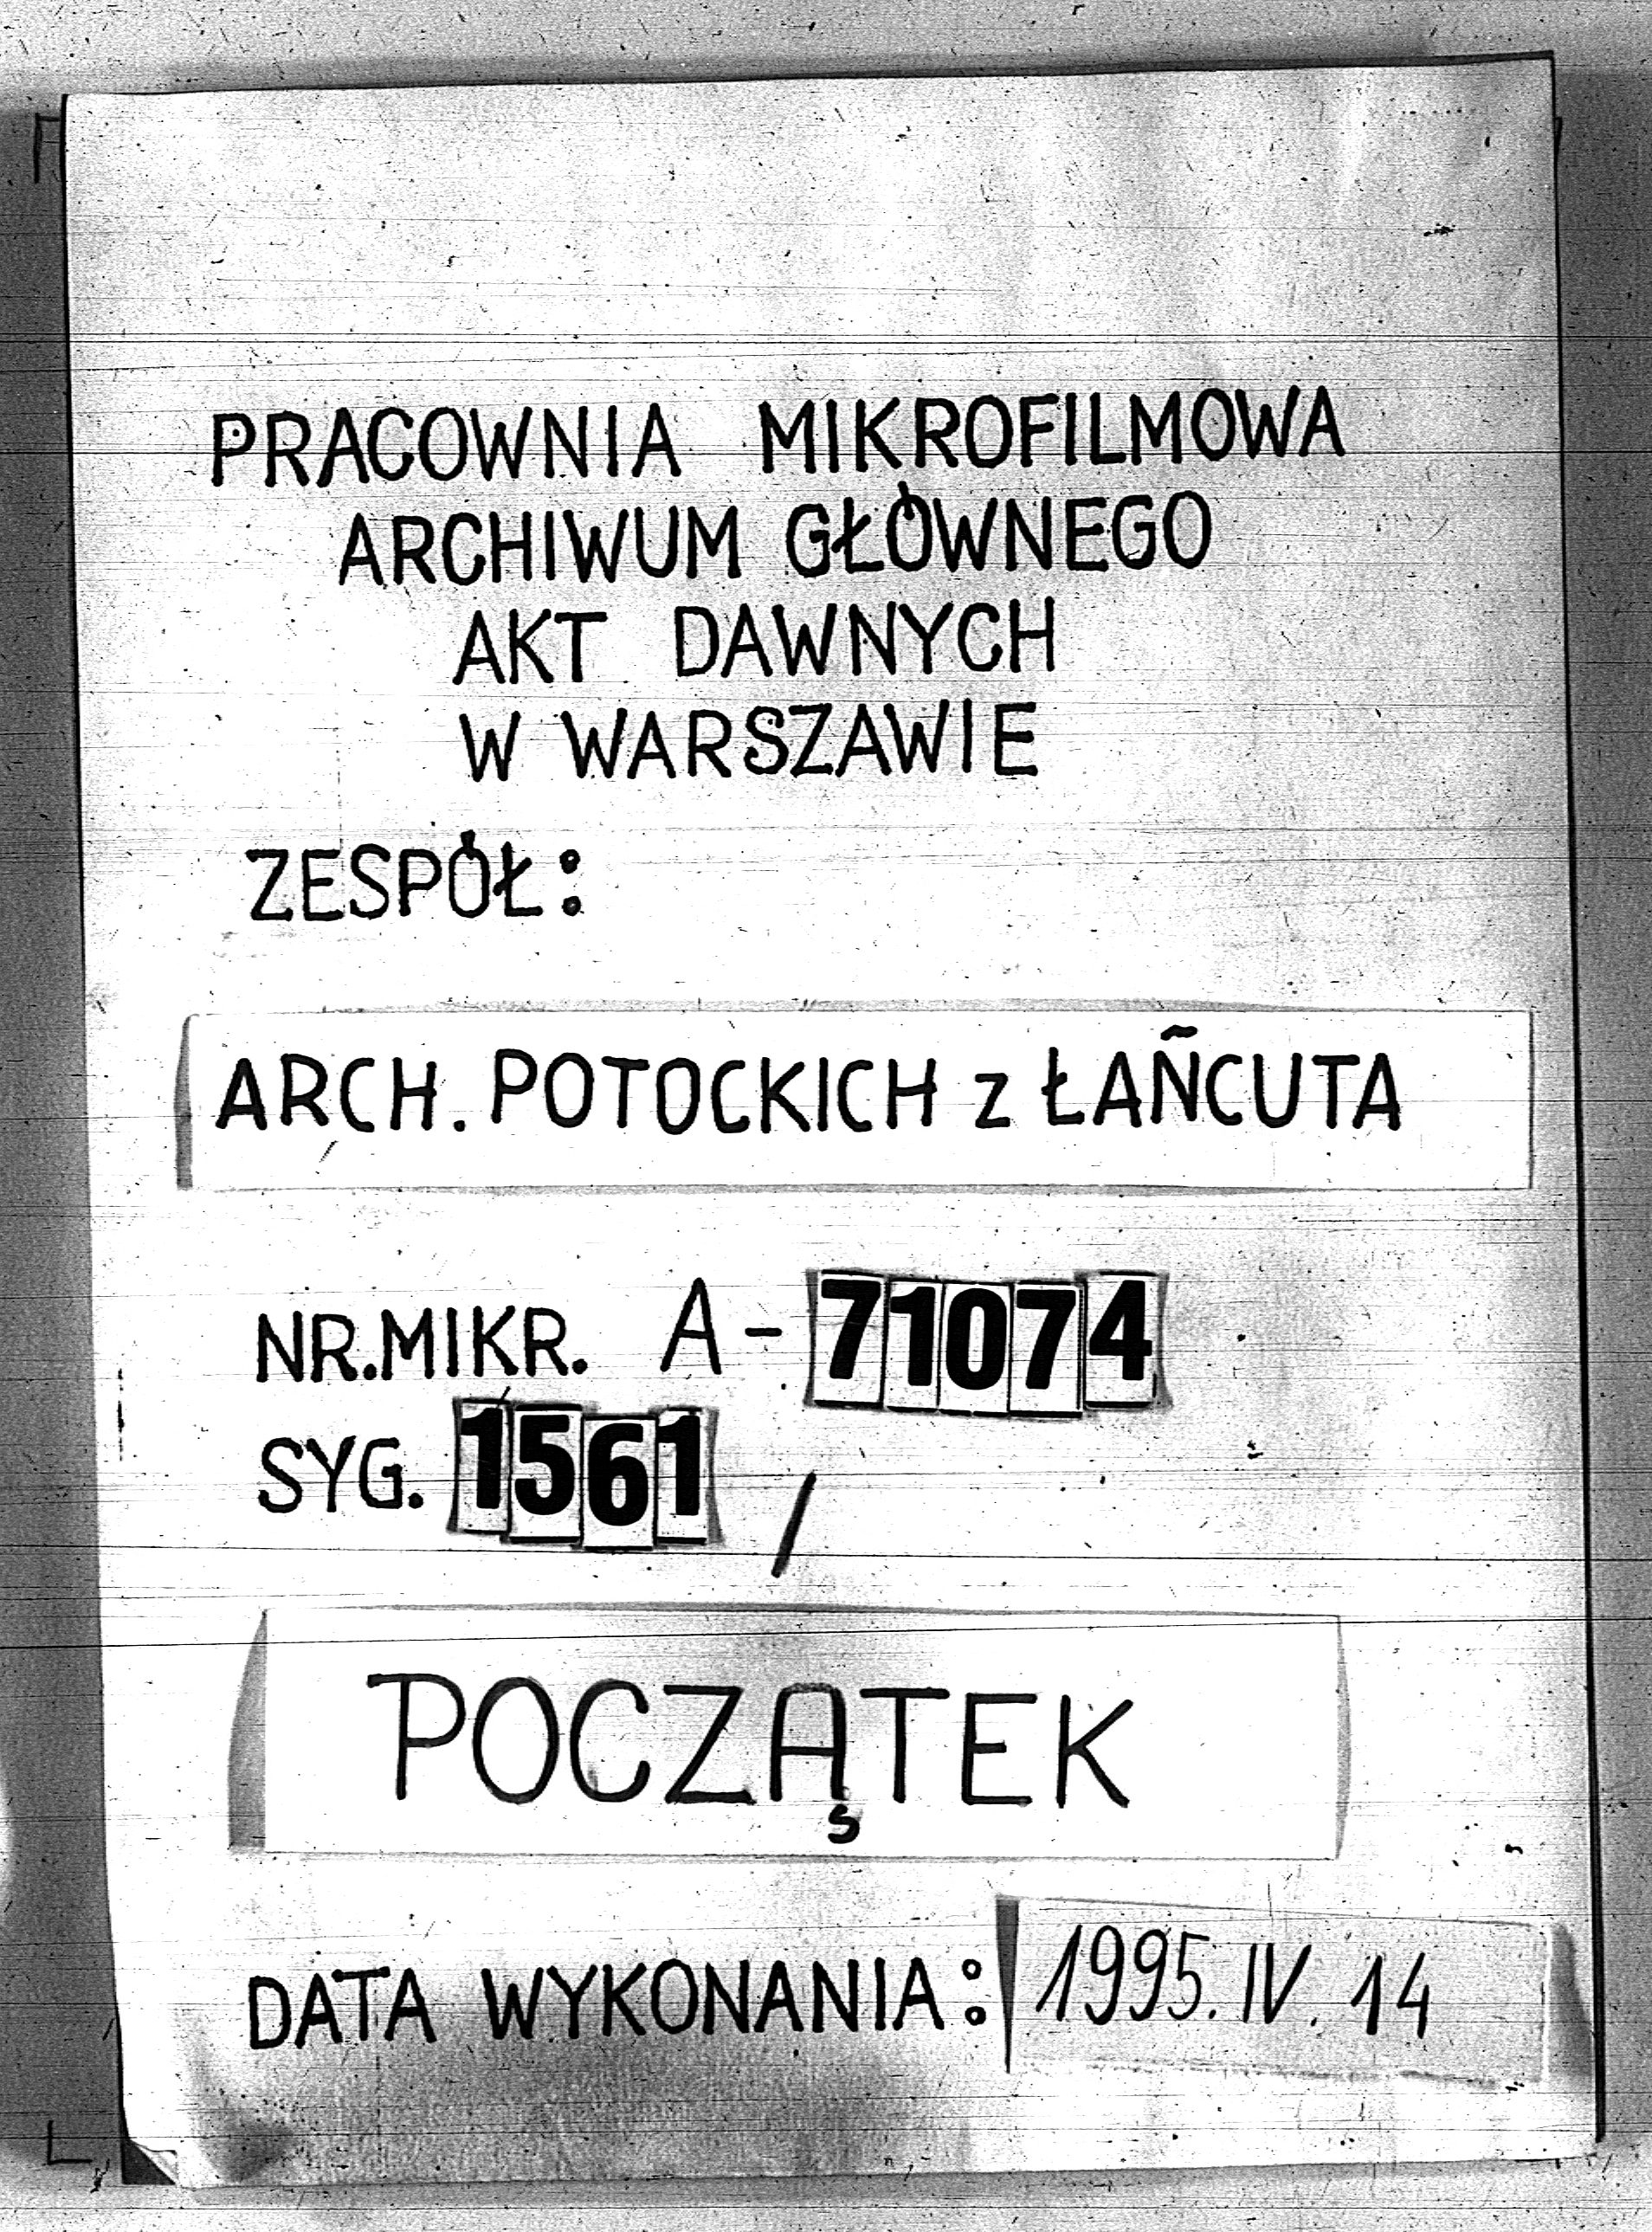 PRACOWNIA MIKROFILMOWA
ARCHIWUM GŁÓWNEGO
AKT DAWNYCH
W WARSZAWIE
ZESPÓŁ:
ARCH. POTOCKICH z ŁAŃCUTA
NR.MIKR. A-71074
SYG. 1561 /
POCZĄTEK
DATA WYKONANIA: 1995. IV. 14